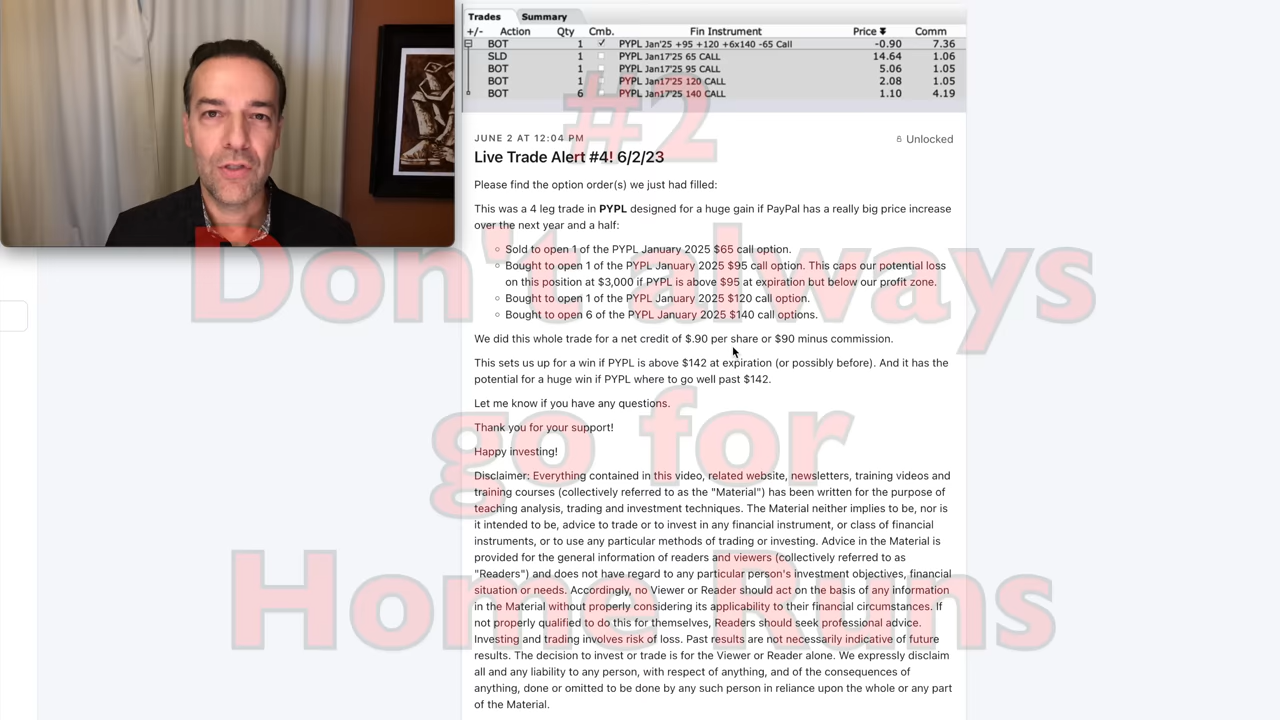 Trades Summary
+/- Action Qty Cmb. Fin Instrument Price Comm
BOT 1 ✓ PYPL Jan'25 +95 +120 +6x140 -65 Call -0.90 7.36
SLD 1 PYPL Jan17'25 65 CALL 14.64 1.06
BOT 1 PYPL Jan17'25 95 CALL 5.06 1.05
BOT 1 PYPL Jan17'25 120 CALL 2.08 1.05
BOT 6 PYPL Jan17'25 140 CALL 1.10 4.19
#2
JUNE 2 AT 12:04 PM Unlocked
Live Trade Alert #4! 6/2/23
Please find the option order(s) we just had filled:
This was a 4 leg trade in PYPL designed for a huge gain if PayPal has a really big price increase
over the next year and a half:
Don't always
Sold to open 1 of the PYPL January 2025 $65 call option.
Bought to open 1 of the PYPL January 2025 $95 call option. This caps our potential loss
on this position at $3,000 if PYPL is above $95 at expiration but below our profit zone.
Bought to open 1 of the PYPL January 2025 $120 call option.
Bought to open 6 of the PYPL January 2025 $140 call options.
We did this whole trade for a net credit of $.90 per share or $90 minus commission.
This sets us up for a win if PYPL is above $142 at expiration (or possibly before). And it has the
potential for a huge win if PYPL where to go well past $142.
go for
Let me know if you have any questions.
Thank you for your support!
Happy investing!
Disclaimer: Everything contained in this video, related website, newsletters, training videos and
training courses (collectively referred to as the "Material") has been written for the purpose of
teaching analysis, trading and investment techniques. The Material neither implies to be, nor is
it intended to be, advice to trade or to invest in any financial instrument, or class of financial
instruments, or to use any particular methods of trading or investing. Advice in the Material is
provided for the general information of readers and viewers (collectively referred to as
"Readers") and does not have regard to any particular person's investment objectives, financial
situation or needs. Accordingly, no Viewer or Reader should act on the basis of any information
in the Material without properly considering its applicability to their financial circumstances. If
not properly qualified to do this for themselves, Readers should seek professional advice.
Home Runs
Investing and trading involves risk of loss. Past results are not necessarily indicative of future
results. The decision to invest or trade is for the Viewer or Reader alone. We expressly disclaim
all and any liability to any person, with respect of anything, and of the consequences of
anything, done or omitted to be done by any such person in reliance upon the whole or any part
of the Material.